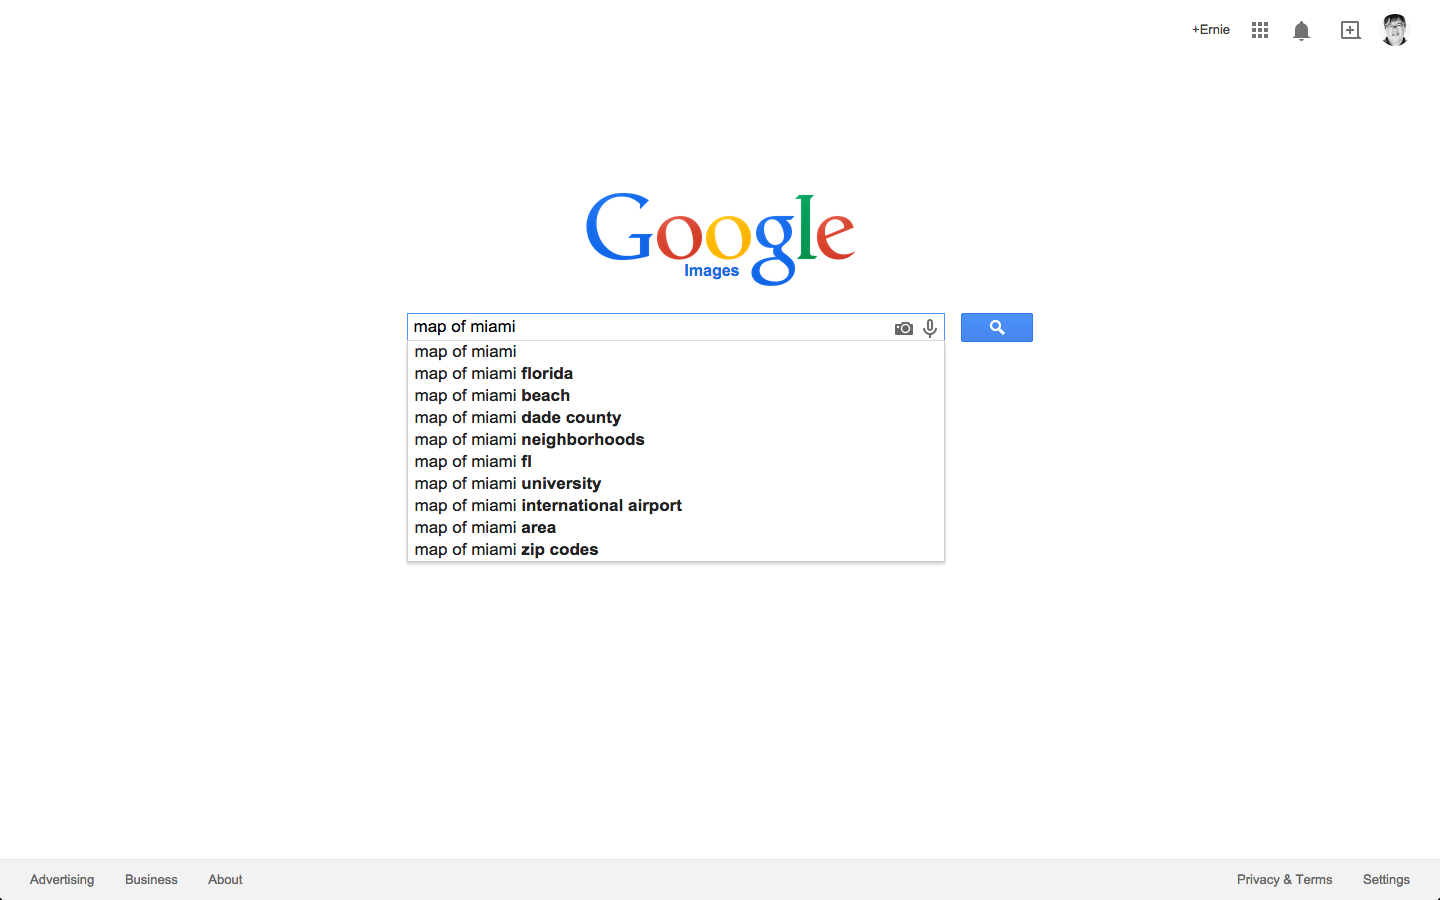 +Ernie
Google
Images
map of miami
map of miami
map of miami florida
map of miami beach
map of miami dade county
map of miami neighborhoods
map of miami fl
map of miami university
map of miami international airport
map of miami area
map of miami zip codes
Advertising Business About Privacy & Terms Settings